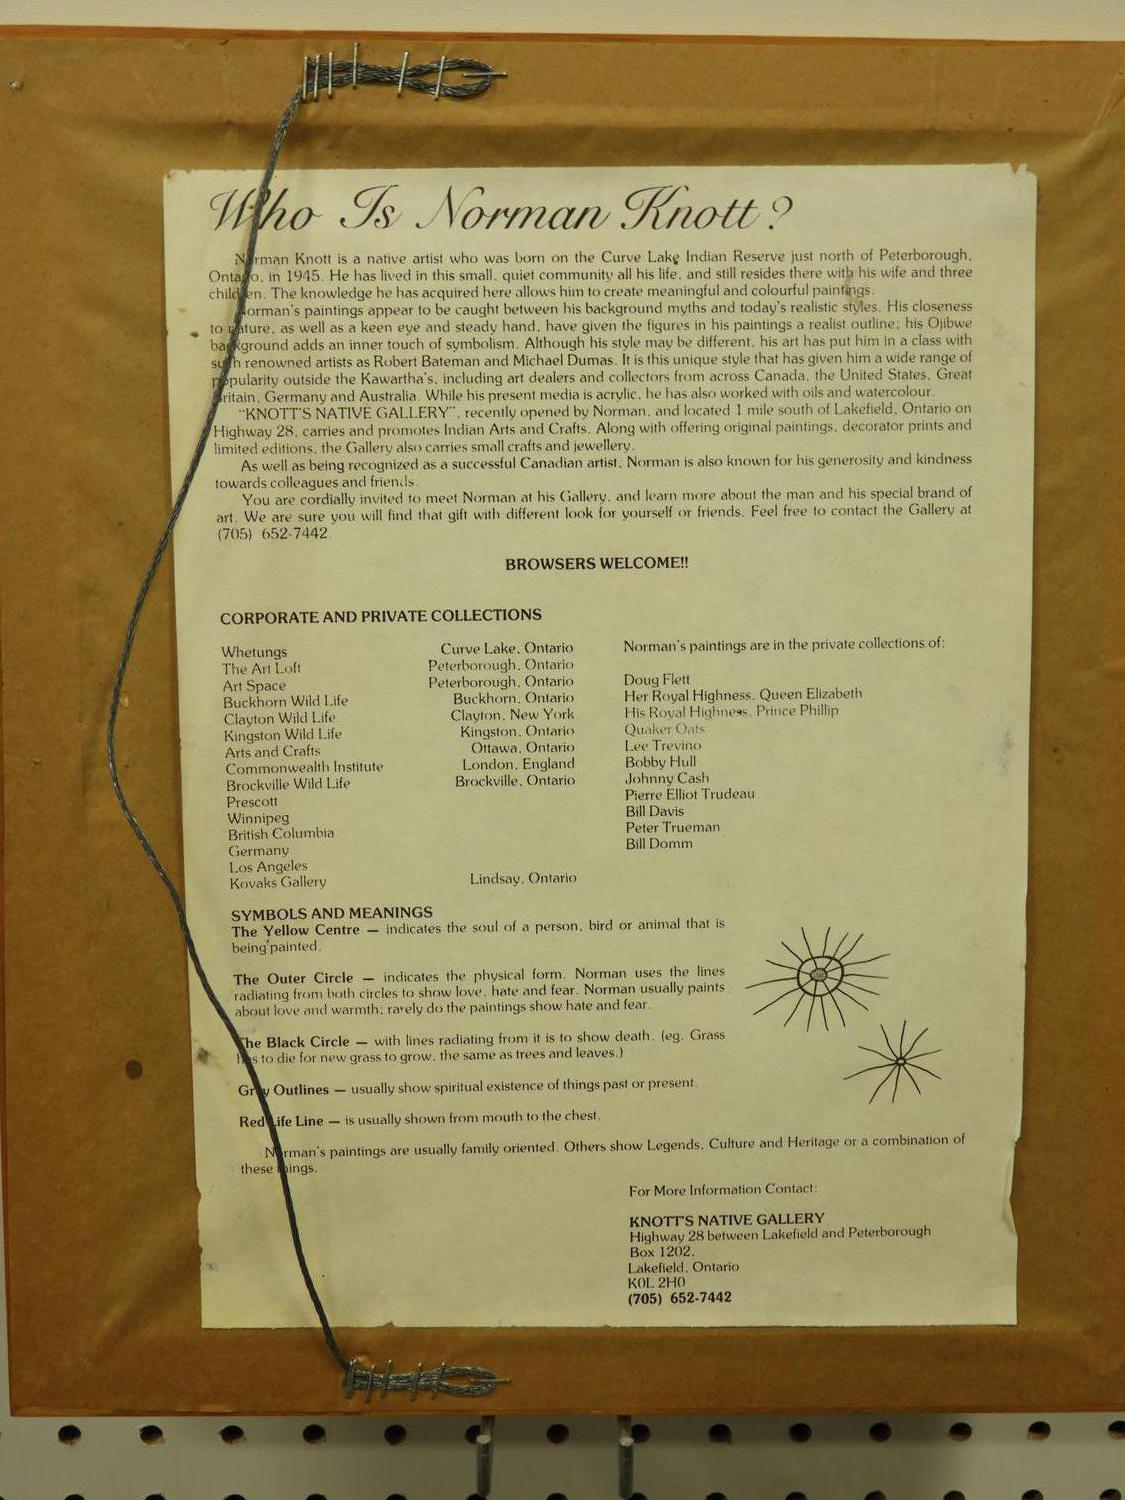 Who Is Norman Knott?
Norman Knott is a native artist who was born on the Curve Lake Indian Reserve just north of Peterborough,
Ontario, in 1945. He has lived in this small, quiet community all his life, and still resides there with his wife and three
children. The knowledge he has acquired here allows him to create meaningful and colourful paintings.
Norman's paintings appear to be caught between his background myths and today's realistic styles. His closeness
to nature, as well as a keen eye and steady hand, have given the figures in his paintings a realist outline; his Ojibwe
background adds an inner touch of symbolism. Although his style may be different, his art has put him in a class with
such renowned artists as Robert Bateman and Michael Dumas. It is this unique style that has given him a wide range of
popularity outside the Kawartha's, including art dealers and collectors from across Canada, the United States, Great
Britain, Germany and Australia. While his present media is acrylic, he has also worked with oils and watercolour.
"KNOTT'S NATIVE GALLERY", recently opened by Norman, and located 1 mile south of Lakefield, Ontario on
Highway 28, carries and promotes Indian Arts and Crafts. Along with offering original paintings, decorator prints and
limited editions, the Gallery also carries small crafts and jewellery.
As well as being recognized as a successful Canadian artist, Norman is also known for his generosity and kindness
towards colleagues and friends.
You are cordially invited to meet Norman at his Gallery, and learn more about the man and his special brand of
art. We are sure you will find that gift with different look for yourself or friends. Feel free to contact the Gallery at
(705) 652-7442.
BROWSERS WELCOME!!
CORPORATE AND PRIVATE COLLECTIONS
Whetungs Curve Lake, Ontario
The Art Loft Peterborough, Ontario
Art Space Peterborough, Ontario
Buckhorn Wild Life Buckhorn, Ontario
Clayton Wild Life Clayton, New York
Kingston Wild Life Kingston, Ontario
Arts and Crafts Ottawa, Ontario
Commonwealth Institute London, England
Brockville Wild Life Brockville, Ontario
Prescott
Winnipeg
British Columbia
Germany
Los Angeles
Kovaks Gallery Lindsay, Ontario
Norman's paintings are in the private collections of:
Doug Flett
Her Royal Highness, Queen Elizabeth
His Royal Highness, Prince Phillip
Quaker Oats
Lee Trevino
Bobby Hull
Johnny Cash
Pierre Elliot Trudeau
Bill Davis
Peter Trueman
Bill Domm
SYMBOLS AND MEANINGS
The Yellow Centre — indicates the soul of a person, bird or animal that is
being painted.
The Outer Circle — indicates the physical form. Norman uses the lines
radiating from both circles to show love, hate and fear. Norman usually paints
about love and warmth; rarely do the paintings show hate and fear.
The Black Circle — with lines radiating from it is to show death. (eg. Grass
has to die for new grass to grow, the same as trees and leaves.)
Grey Outlines — usually show spiritual existence of things past or present.
Red Life Line — is usually shown from mouth to the chest.
Norman's paintings are usually family oriented. Others show Legends, Culture and Heritage or a combination of
these things.
For More Information Contact:
KNOTT'S NATIVE GALLERY
Highway 28 between Lakefield and Peterborough
Box 1202,
Lakefield, Ontario
K0L 2H0
(705) 652-7442